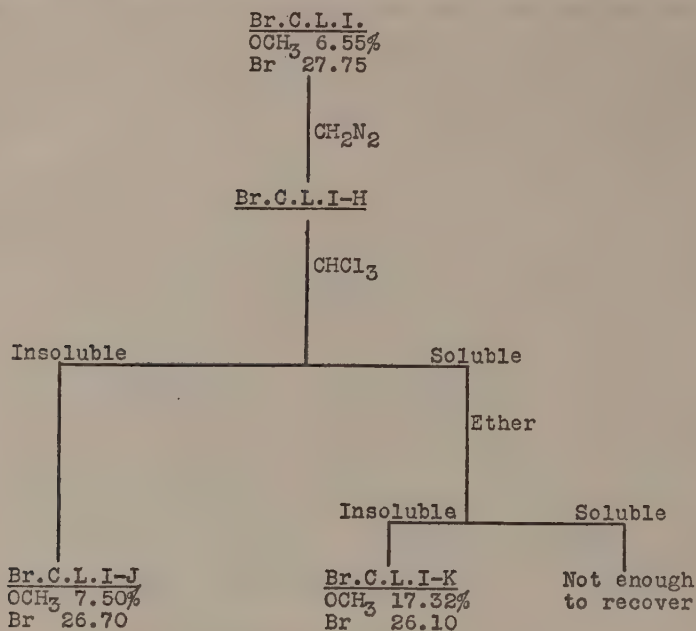 Br.C.L.I.
OCH3 6.55%
Br 27.75
CH2N2
Br.C.L.I-H
CHCl3
Insoluble
Soluble
Ether
Insoluble
Soluble
Br.C.L.I-J
OCH3 7.50%
Br 26.70
Br.C.L.I-K
OCH3 17.32%
Br 26.10
Not enough
to recover